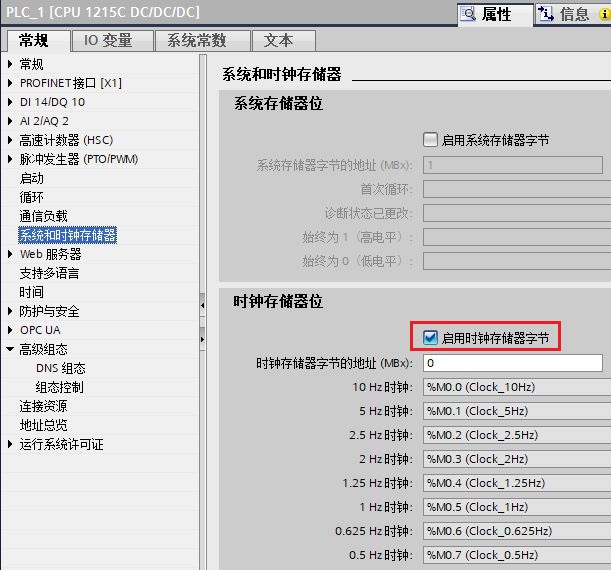 PLC_1 [CPU 1215C DC/DC/DC]
属性
信息
常规
IO 变量
系统常数
文本
常规
PROFINET接口 [X1]
DI 14/DQ 10
AI 2/AQ 2
高速计数器 (HSC)
脉冲发生器 (PTO/PWM)
启动
循环
通信负载
系统和时钟存储器
Web 服务器
支持多语言
时间
防护与安全
OPC UA
高级组态
DNS 组态
组态控制
连接资源
地址总览
运行系统许可证
系统和时钟存储器
系统存储器位
启用系统存储器字节
系统存储器字节的地址 (MBx): 1
首次循环:
诊断状态已更改:
始终为 1（高电平）:
始终为 0（低电平）:
时钟存储器位
启用时钟存储器字节
时钟存储器字节的地址 (MBx): 0
10 Hz 时钟: %M0.0 (Clock_10Hz)
5 Hz 时钟: %M0.1 (Clock_5Hz)
2.5 Hz 时钟: %M0.2 (Clock_2.5Hz)
2 Hz 时钟: %M0.3 (Clock_2Hz)
1.25 Hz 时钟: %M0.4 (Clock_1.25Hz)
1 Hz 时钟: %M0.5 (Clock_1Hz)
0.625 Hz 时钟: %M0.6 (Clock_0.625Hz)
0.5 Hz 时钟: %M0.7 (Clock_0.5Hz)